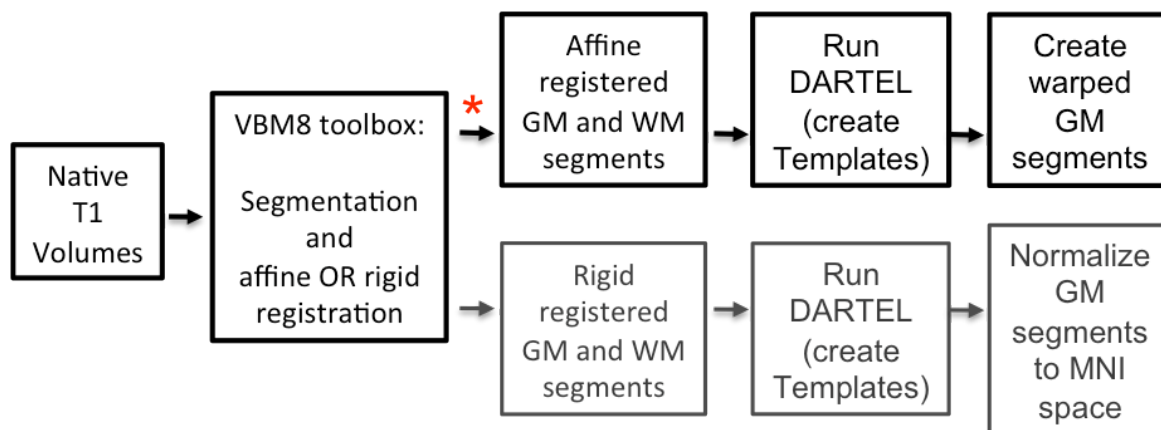 Native
T1
Volumes
VBM8 toolbox:
Segmentation
and
affine OR rigid
registration
*
Affine
registered
GM and WM
segments
Run
DARTEL
(create
Templates)
Create
warped
GM
segments
Rigid
registered
GM and WM
segments
Run
DARTEL
(create
Templates)
Normalize
GM
segments
to MNI
space